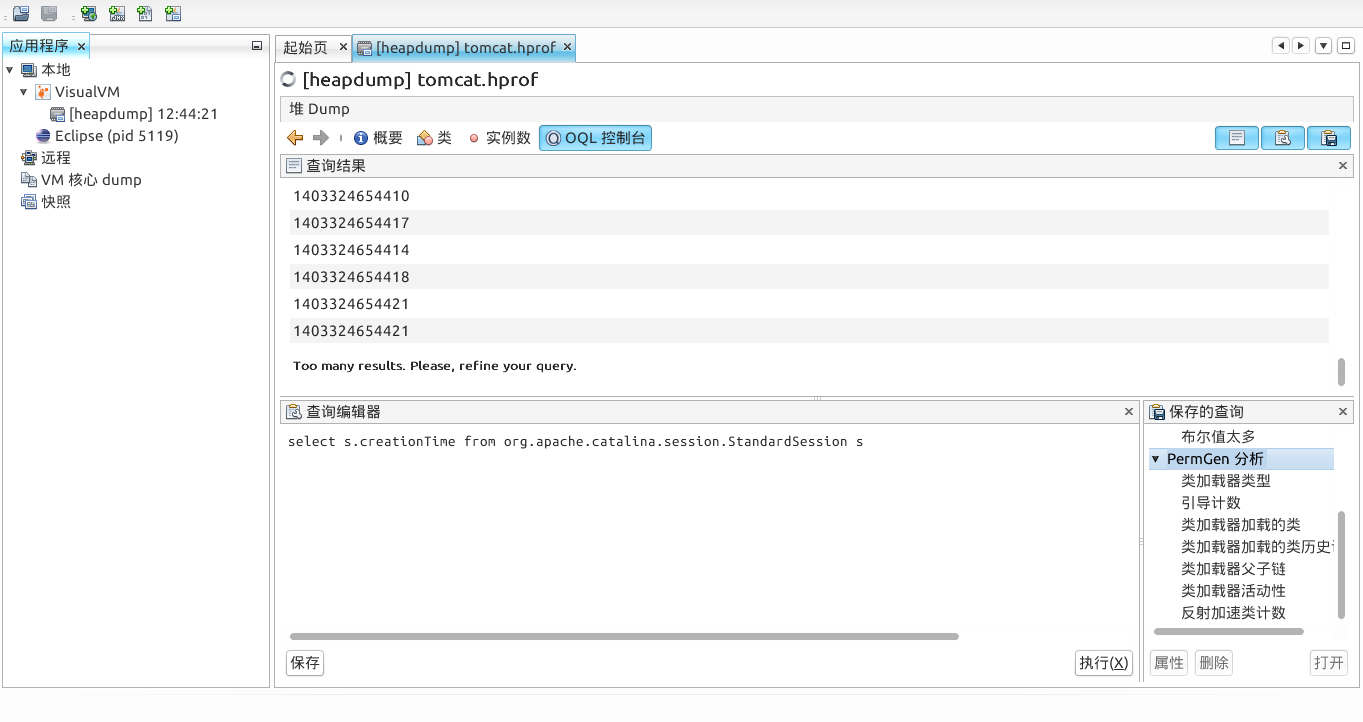 应用程序
起始页
[heapdump] tomcat.hprof
本地
VisualVM
[heapdump] 12:44:21
Eclipse (pid 5119)
远程
VM 核心 dump
快照
[heapdump] tomcat.hprof
堆 Dump
概要 类 实例数 OQL 控制台
查询结果
1403324654410
1403324654417
1403324654414
1403324654418
1403324654421
1403324654421
Too many results. Please, refine your query.
查询编辑器
select s.creationTime from org.apache.catalina.session.StandardSession s
保存
执行(X)
保存的查询
布尔值太多
PermGen 分析
类加载器类型
引导计数
类加载器加载的类
类加载器加载的类历史
类加载器父子链
类加载器活动性
反射加速类计数
属性 删除 打开